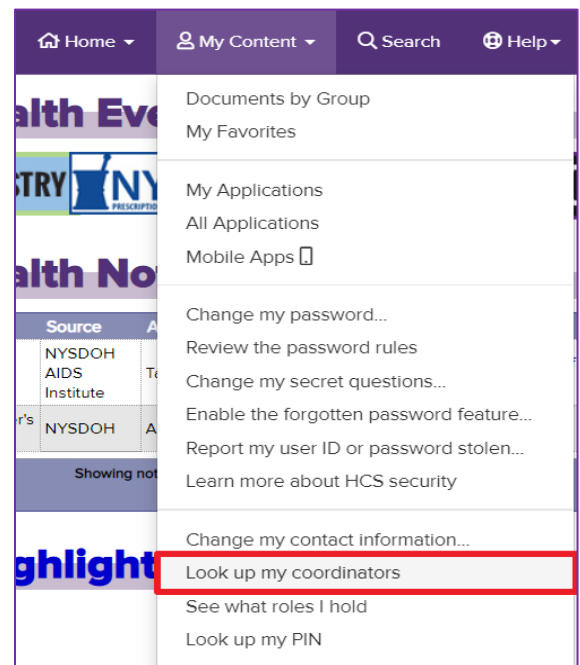 Home My Content Search Help
Documents by Group
My Favorites
My Applications
All Applications
Mobile Apps
Change my password...
Review the password rules
Change my secret questions...
Enable the forgotten password feature...
Report my user ID or password stolen...
Learn more about HCS security
Change my contact information...
Look up my coordinators
See what roles I hold
Look up my PIN
alth Eve
STRY NY
PRESCRIPTIO
alth No
Source A
NYSDOH
AIDS
Institute
Ta
r's NYSDOH A
Showing not
ghlight